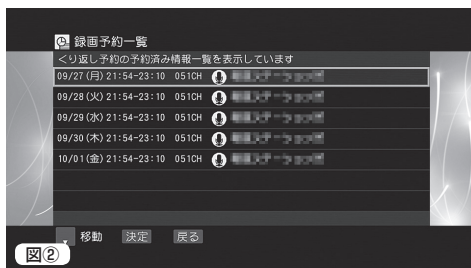 録画予約一覧
くり返し予約の予約済み情報一覧を表示しています
09/27(月)21:54-23:10 051CH
09/28(火)21:54-23:10 051CH
09/29(水)21:54-23:10 051CH
09/30(木)21:54-23:10 051CH
10/01(金)21:54-23:10 051CH
移動 決定 戻る
図②